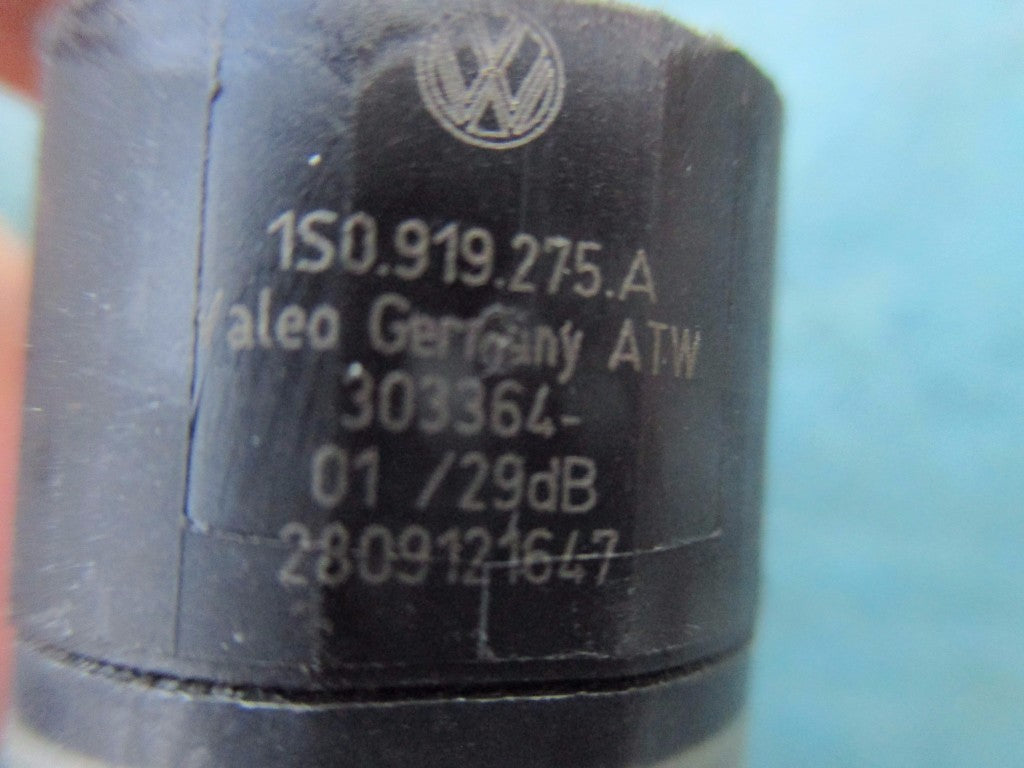 1S0.919.275.A
Valeo Germany ATW
303364-
01 /29dB
2809121647